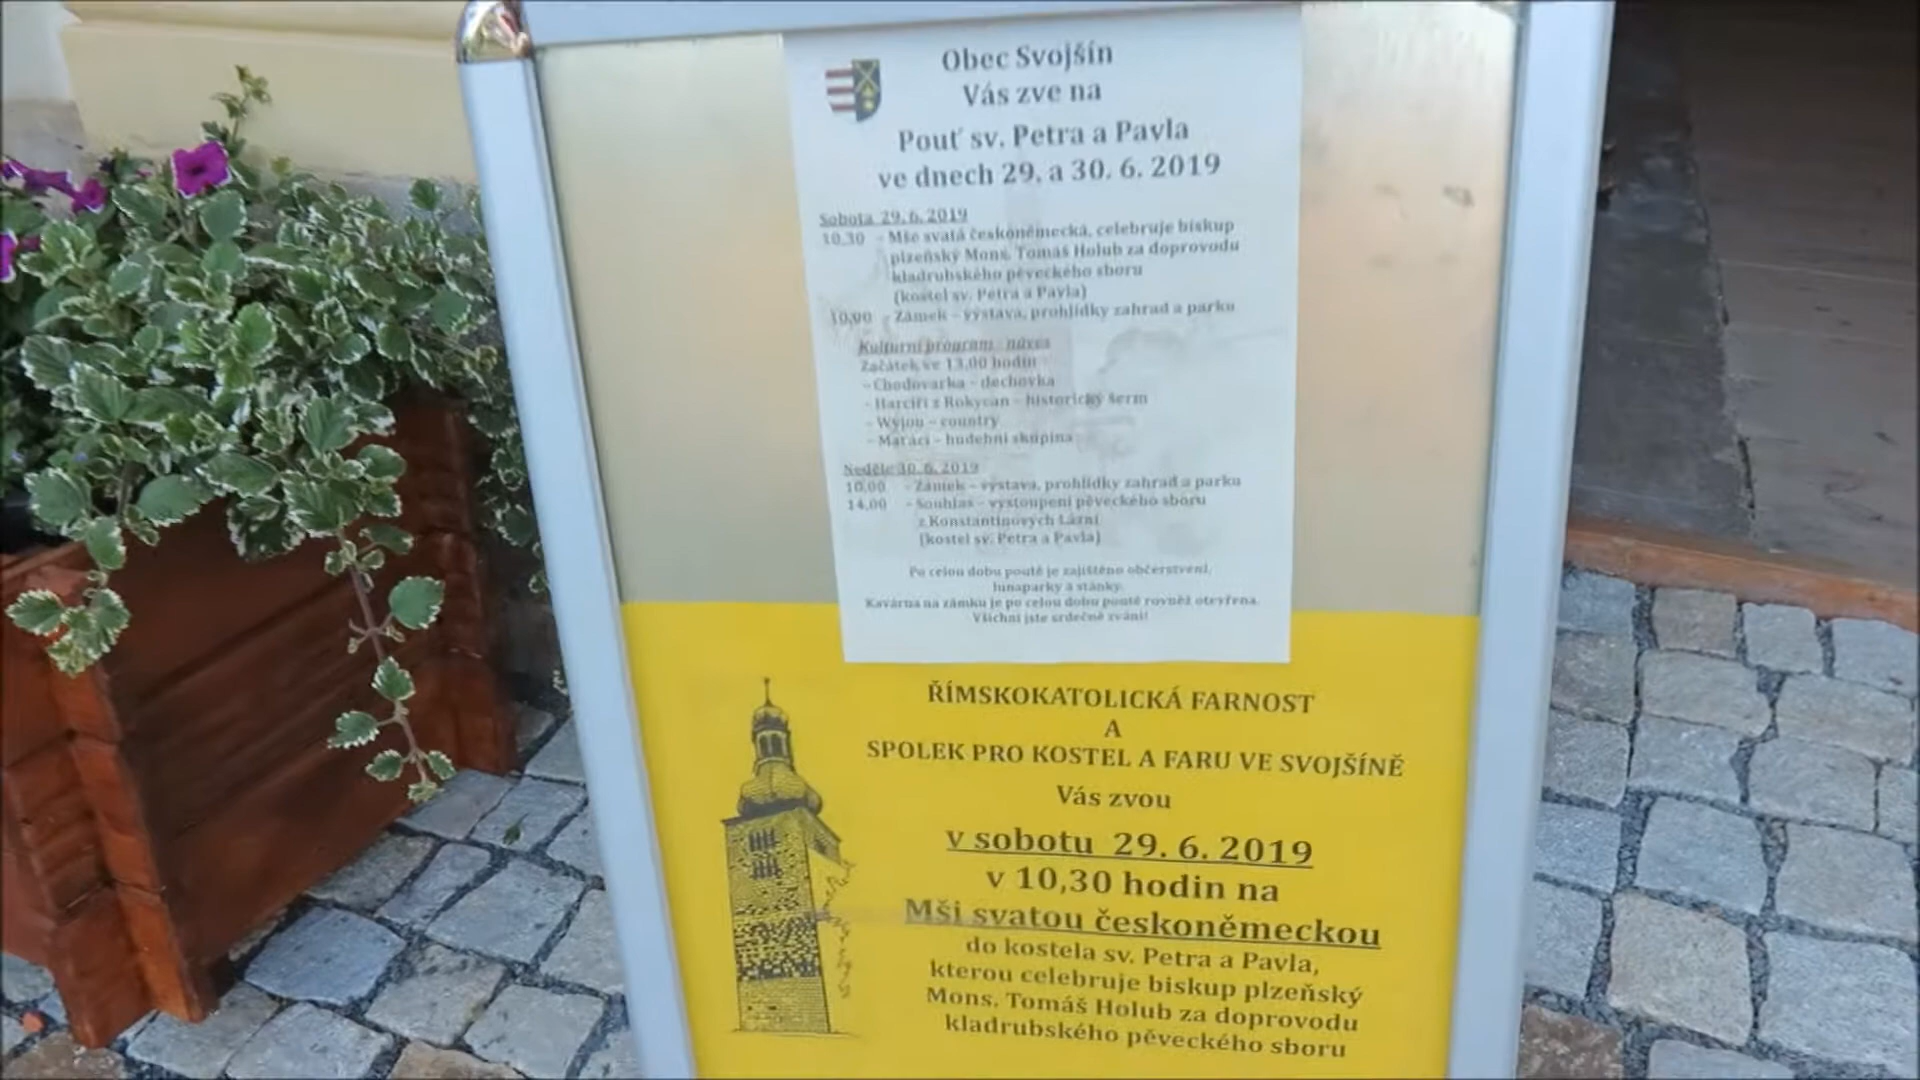 Obec Svojšín
Vás zve na
Pouť sv. Petra a Pavla
ve dnech 29. a 30. 6. 2019
Sobota 29. 6. 2019
10.30 - Mše svatá českoněmecká, celebruje biskup
plzeňský Mons. Tomáš Holub za doprovodu
kladrubského pěveckého sboru
(kostel sv. Petra a Pavla)
10.00 - Zámek – výstava, prohlídky zahrad a parku
Kulturní program - náves
Začátek ve 13.00 hodin
- Chodovarka – dechovka
- Harcíři z Rokycan – historický šerm
- Wyjou – country
- Maťáci – hudební skupina
Neděle 30. 6. 2019
10.00 - Zámek – výstava, prohlídky zahrad a parku
14.00 - Souhlas – vystoupení pěveckého sboru
z Konstantinových Lázní
(kostel sv. Petra a Pavla)
Po celou dobu poutě je zajištěno občerstvení,
lunaparky a stánky.
Kavárna na zámku je po celou dobu poutě rovněž otevřena.
Všichni jste srdečně zváni!
ŘÍMSKOKATOLICKÁ FARNOST
A
SPOLEK PRO KOSTEL A FARU VE SVOJŠÍNĚ
Vás zvou
v sobotu 29. 6. 2019
v 10,30 hodin na
Mši svatou českoněmeckou
do kostela sv. Petra a Pavla,
kterou celebruje biskup plzeňský
Mons. Tomáš Holub za doprovodu
kladrubského pěveckého sboru